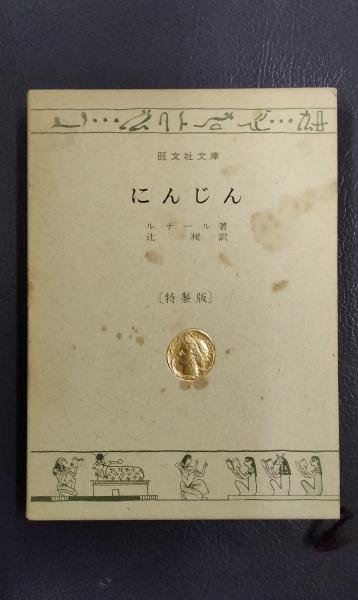 旺文社文庫
にんじん
ルナール著
辻昶訳
［特製版］